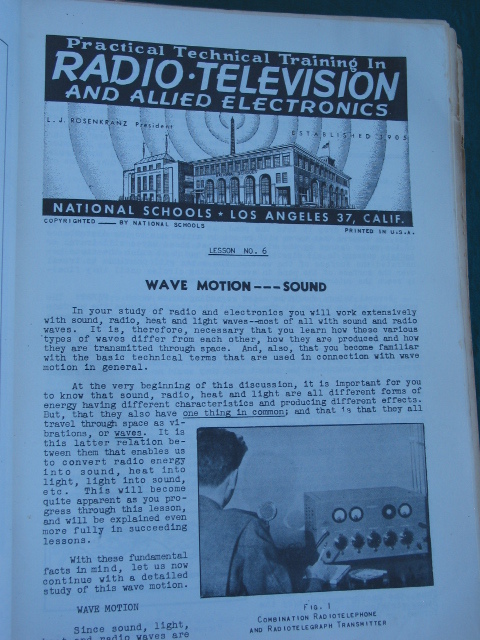 Practical Technical Training In
RADIO·TELEVISION
AND ALLIED ELECTRONICS
L. J. ROSENKRANZ President
ESTABLISHED 1905
NATIONAL SCHOOLS ★ LOS ANGELES 37, CALIF.
COPYRIGHTED —— BY NATIONAL SCHOOLS
PRINTED IN U.S.A.
LESSON NO. 6
WAVE MOTION---SOUND
In your study of radio and electronics you will work extensively
with sound, radio, heat and light waves--most of all with sound and radio
waves. It is, therefore, necessary that you learn how these various
types of waves differ from each other, how they are produced and how
they are transmitted through space. And, also, that you become familiar
with the basic technical terms that are used in connection with wave
motion in general.
At the very beginning of this discussion, it is important for you
to know that sound, radio, heat and light are all different forms of
energy having different characteristics and producing different effects.
But, that they also have one thing in common; and that is that they all
travel through space as vi-
brations, or waves. It is
this latter relation be-
tween them that enables us
to convert radio energy
into sound, heat into
light, light into sound,
etc. This will become
quite apparent as you pro-
gress through this lesson,
and will be explained even
more fully in succeeding
lessons.
With these fundamental
facts in mind, let us now
continue with a detailed
study of this wave motion.
WAVE MOTION
Since sound, light,
heat and radio waves are
FIG. 1
COMBINATION RADIOTELEPHONE
AND RADIOTELEGRAPH TRANSMITTER